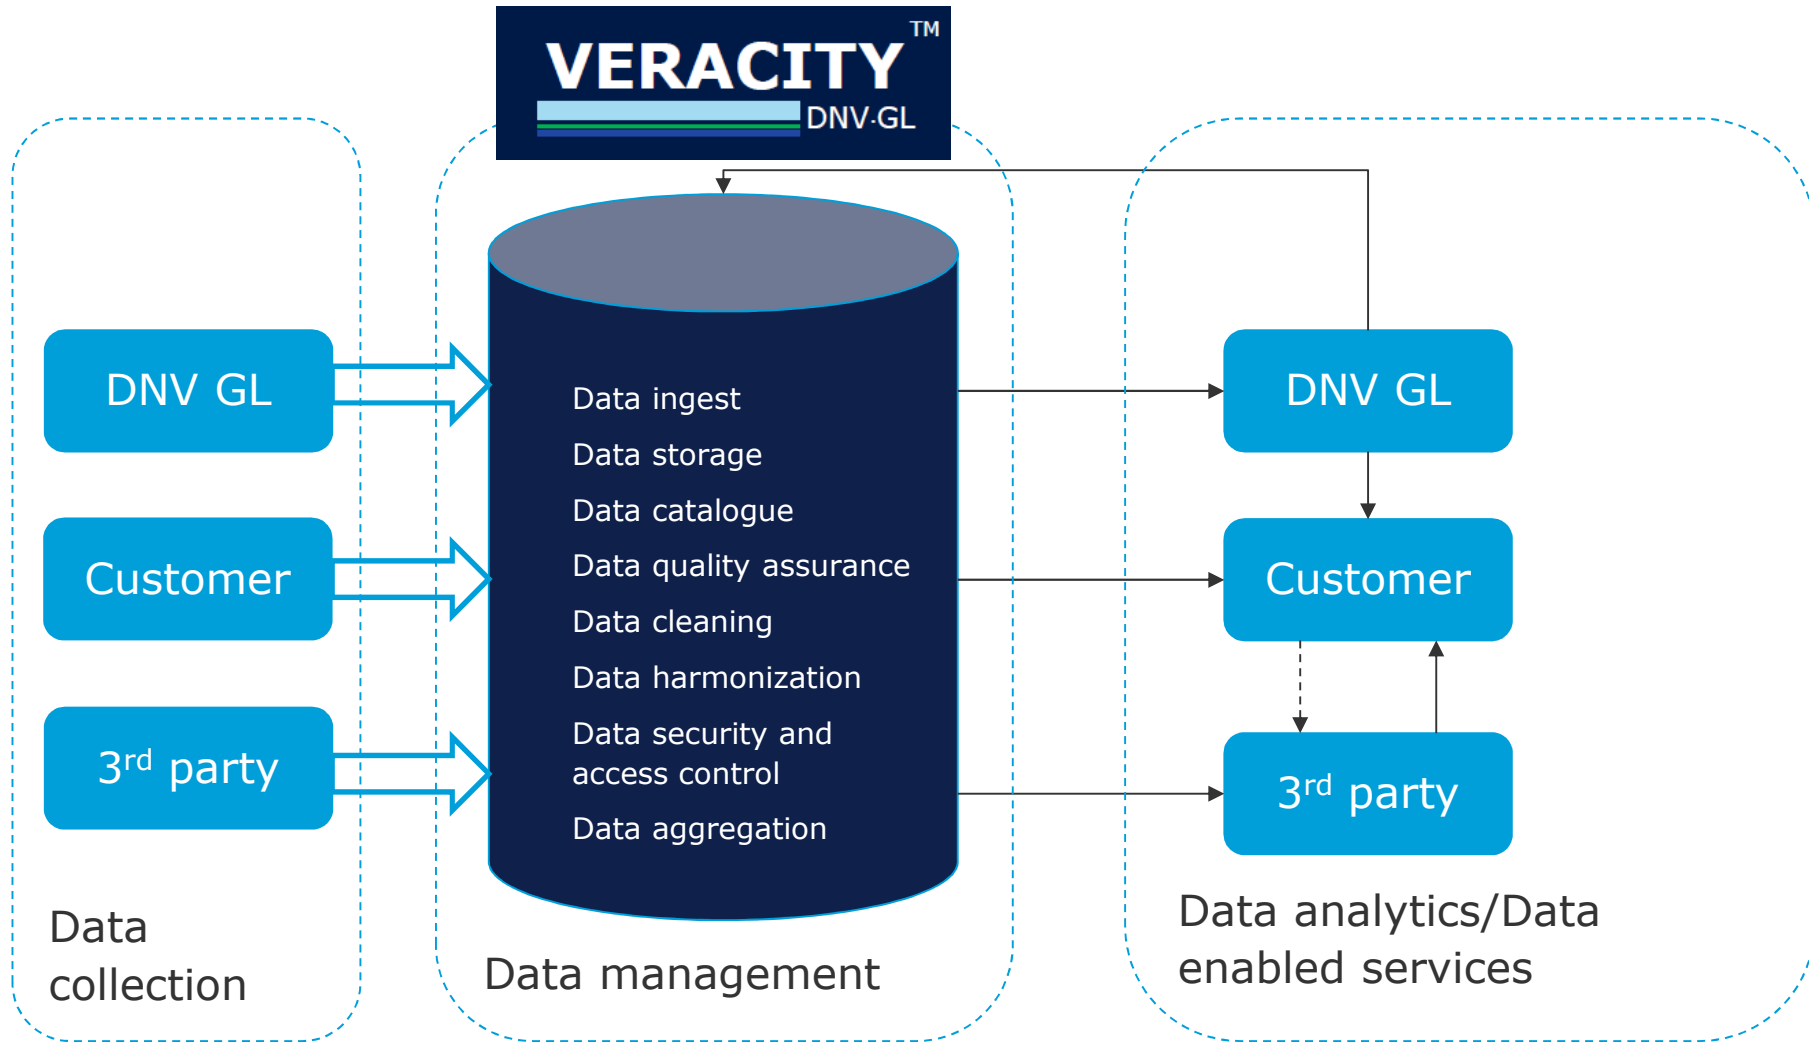 VERACITY™
DNV·GL
DNV GL
Customer
3rd party
Data
collection
Data ingest
Data storage
Data catalogue
Data quality assurance
Data cleaning
Data harmonization
Data security and
access control
Data aggregation
Data management
DNV GL
Customer
3rd party
Data analytics/Data
enabled services